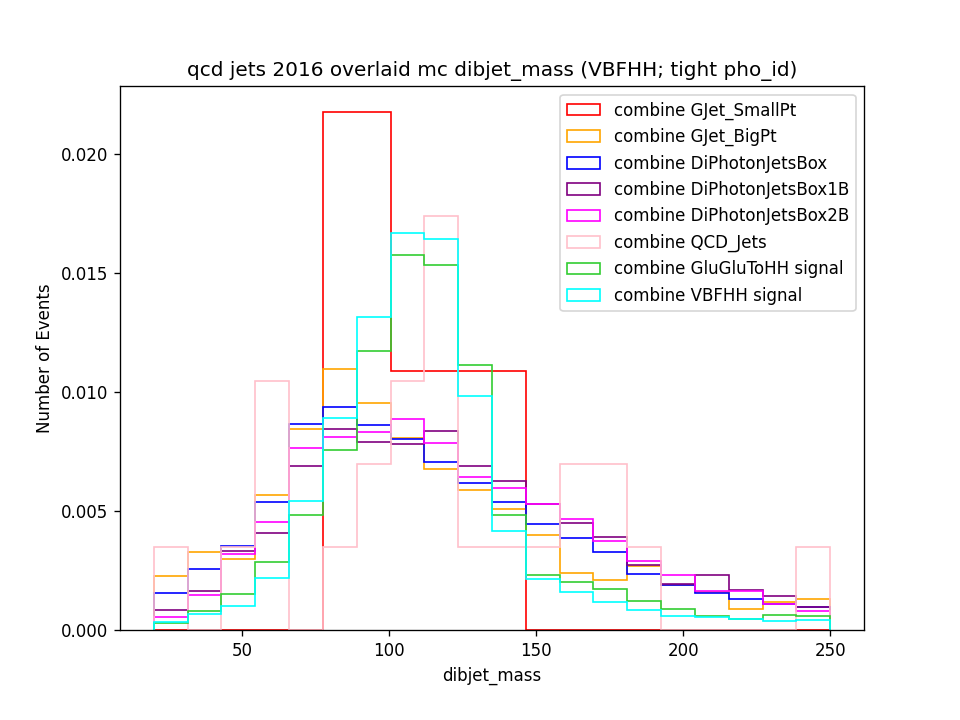 qcd jets 2016 overlaid mc dibjet_mass (VBFHH; tight pho_id)
combine GJet_SmallPt
combine GJet_BigPt
combine DiPhotonJetsBox
combine DiPhotonJetsBox1B
combine DiPhotonJetsBox2B
combine QCD_Jets
combine GluGluToHH signal
combine VBFHH signal
Number of Events
0.020
0.015
0.010
0.005
0.000
50
100
150
200
250
dibjet_mass